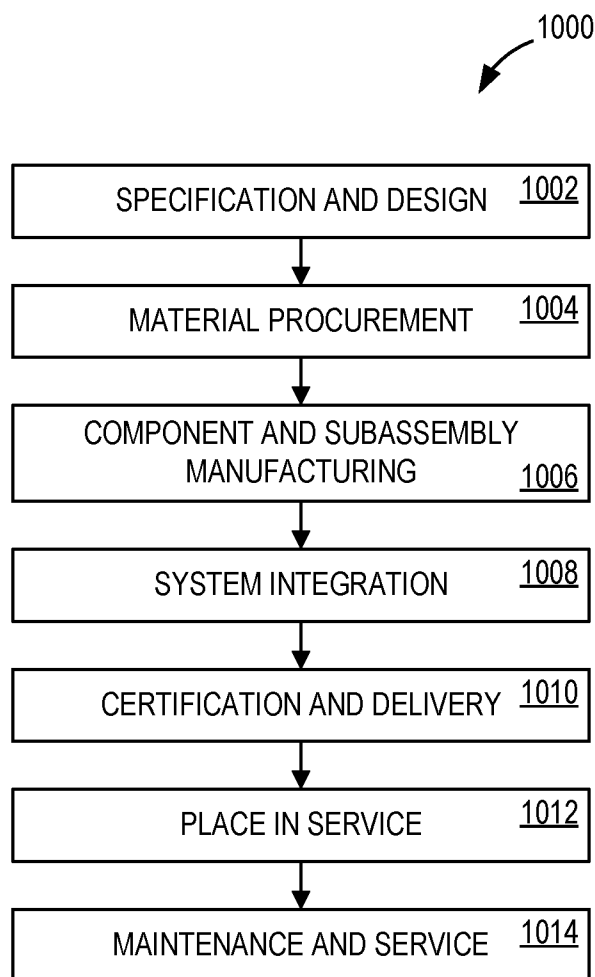 1000
SPECIFICATION AND DESIGN 1002
MATERIAL PROCUREMENT 1004
COMPONENT AND SUBASSEMBLY
MANUFACTURING 1006
SYSTEM INTEGRATION 1008
CERTIFICATION AND DELIVERY 1010
PLACE IN SERVICE 1012
MAINTENANCE AND SERVICE 1014